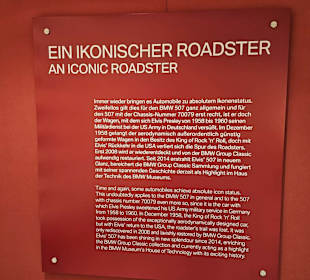 EIN IKONISCHER ROADSTER
AN ICONIC ROADSTER
Immer wieder bringen es Automobile zu absolutem Ikonenstatus.
Zweifellos gilt dies für den BMW 507 ganz allgemein und für
den 507 mit der Chassis-Nummer 70079 erst recht, ist er doch
der Wagen, mit dem sich Elvis Presley von 1958 bis 1960 seinen
Militärdienst bei der US Army in Deutschland versüßt. Im Dezember
1958 gelangt der aerodynamisch außerordentlich günstig
geformte Wagen in den Besitz des King of Rock 'n' Roll, doch mit
Elvis' Rückkehr in die USA verliert sich die Spur des Roadsters.
Erst 2008 wird er wiederentdeckt und von der BMW Group Classic
aufwendig restauriert. Seit 2014 erstrahlt Elvis' 507 in neuem
Glanz, bereichert die BMW Group Classic Sammlung und fungiert
mit seiner spannenden Geschichte derzeit als Highlight im Haus
der Technik des BMW Museums.
Time and again, some automobiles achieve absolute icon status.
This undoubtedly applies to the BMW 507 in general and to the 507
with chassis number 70079 even more so, since it is the car with
which Elvis Presley sweetened his US Army military service in Germany
from 1958 to 1960. In December 1958, the King of Rock 'n' Roll
took possession of the exceptionally aerodynamically designed car,
but with Elvis' return to the USA, the roadster's trail was lost. It was
only rediscovered in 2008 and lavishly restored by BMW Group Classic.
Elvis' 507 has been shining in new splendour since 2014, enriching
the BMW Group Classic collection and currently acting as a highlight
in the BMW Museum's House of Technology with its exciting history.